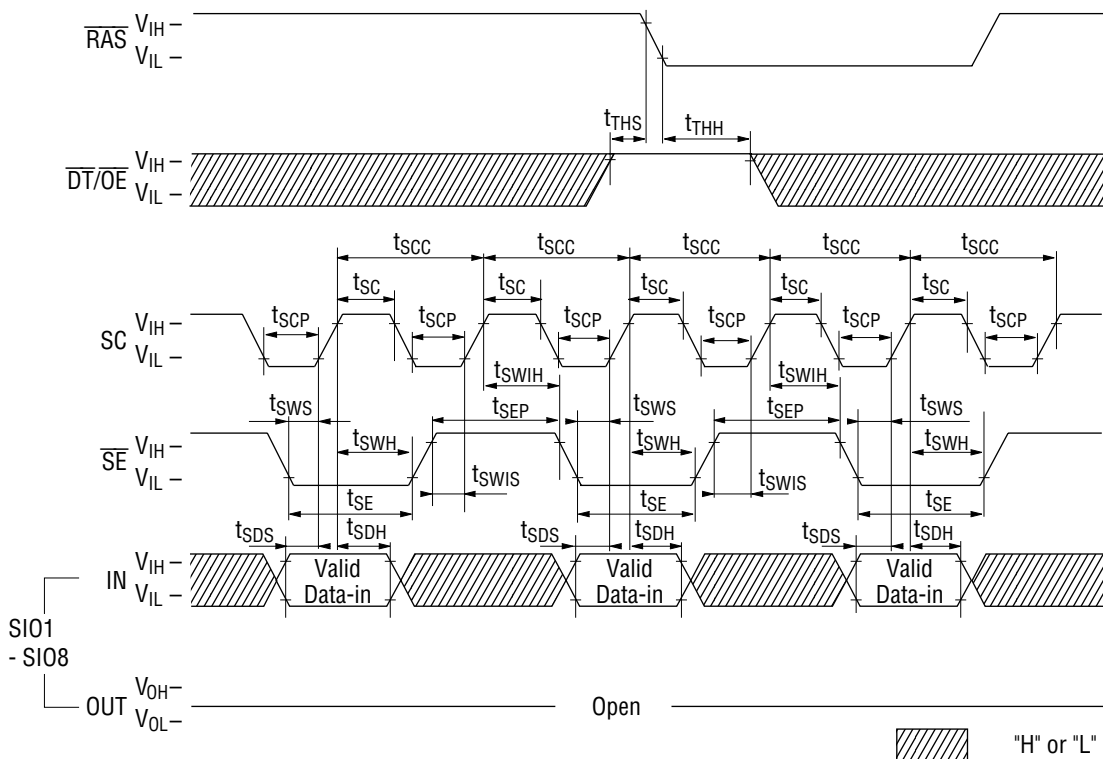 RAS
VIH
VIL
tTHS
tTHH
DT/OE
VIH
VIL
tSCC tSCC tSCC tSCC tSCC
tSC tSC tSC tSC tSC
tSCP tSCP tSCP tSCP tSCP tSCP
SC
VIH
VIL
tSWIH tSWIH
tSWS tSEP tSWS tSEP tSWS
SE
VIH
VIL
tSWH tSWH tSWH
tSWIS tSWIS
tSE tSE tSE
tSDS tSDH tSDS tSDH tSDS tSDH
IN
VIH
VIL
Valid
Data-in
Valid
Data-in
Valid
Data-in
SIO1
- SIO8
OUT
VOH
VOL
Open
"H" or "L"